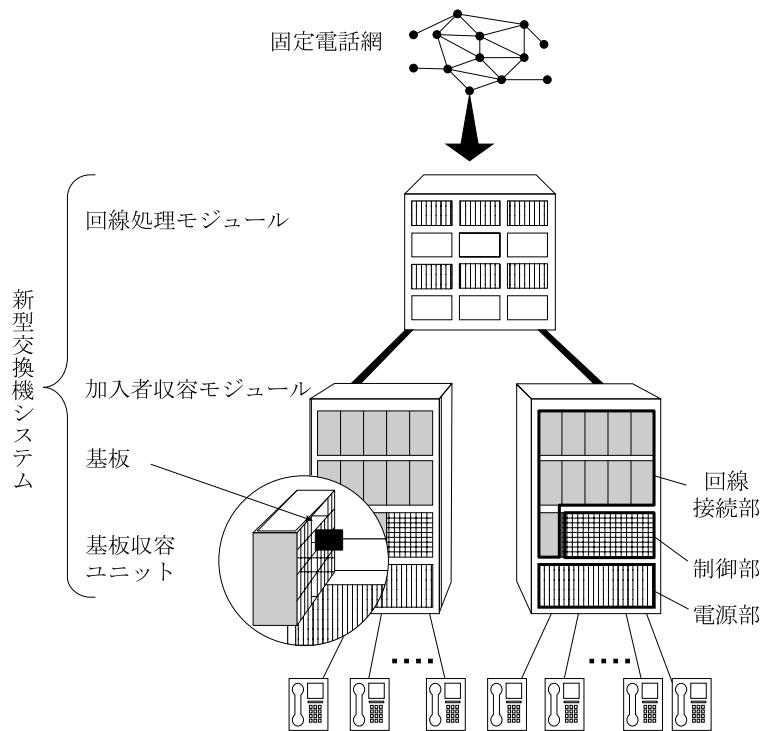 固定電話網
回線処理モジュール
新型交換機システム
加入者収容モジュール
基板
基板収容
ユニット
回線
接続部
制御部
電源部